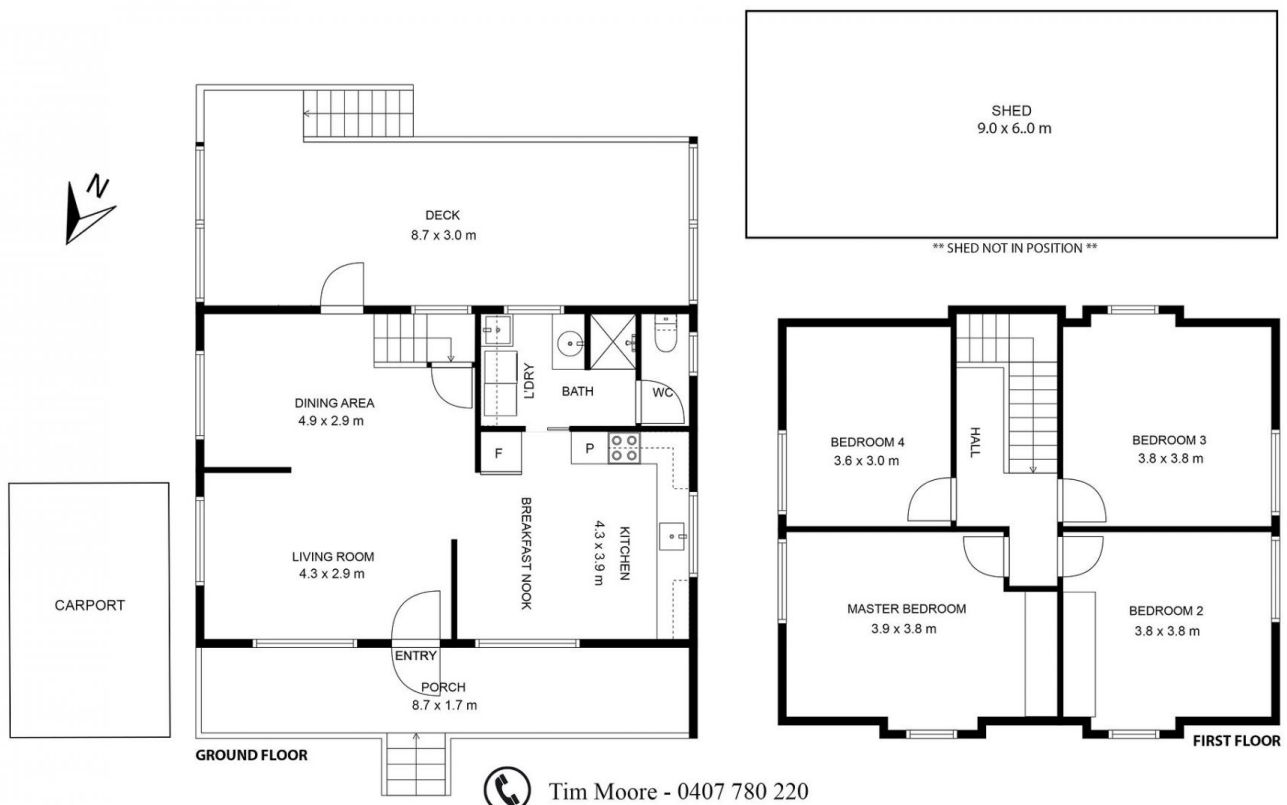 SHED
9.0 x 6..0 m
** SHED NOT IN POSITION **
N
DECK
8.7 x 3.0 m
DINING AREA
4.9 x 2.9 m
L'DRY
BATH
WC
F
P
BREAKFAST NOOK
KITCHEN
4.3 x 3.9 m
LIVING ROOM
4.3 x 2.9 m
CARPORT
ENTRY
PORCH
8.7 x 1.7 m
GROUND FLOOR
BEDROOM 4
3.6 x 3.0 m
HALL
BEDROOM 3
3.8 x 3.8 m
MASTER BEDROOM
3.9 x 3.8 m
BEDROOM 2
3.8 x 3.8 m
FIRST FLOOR
Tim Moore - 0407 780 220